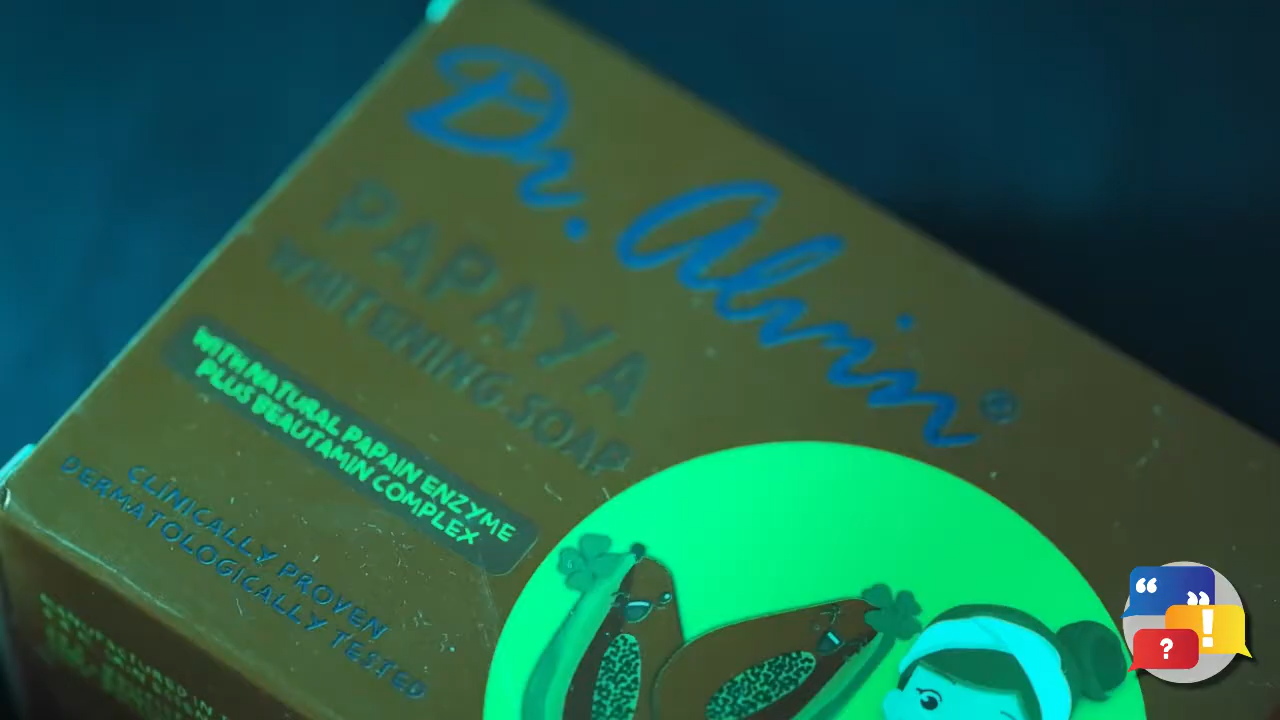 Dr. Alvin®
PAPAYA
WHITENING SOAP
WITH NATURAL PAPAIN ENZYME
PLUS BEAUTAMIN COMPLEX
CLINICALLY PROVEN
DERMATOLOGICALLY TESTED